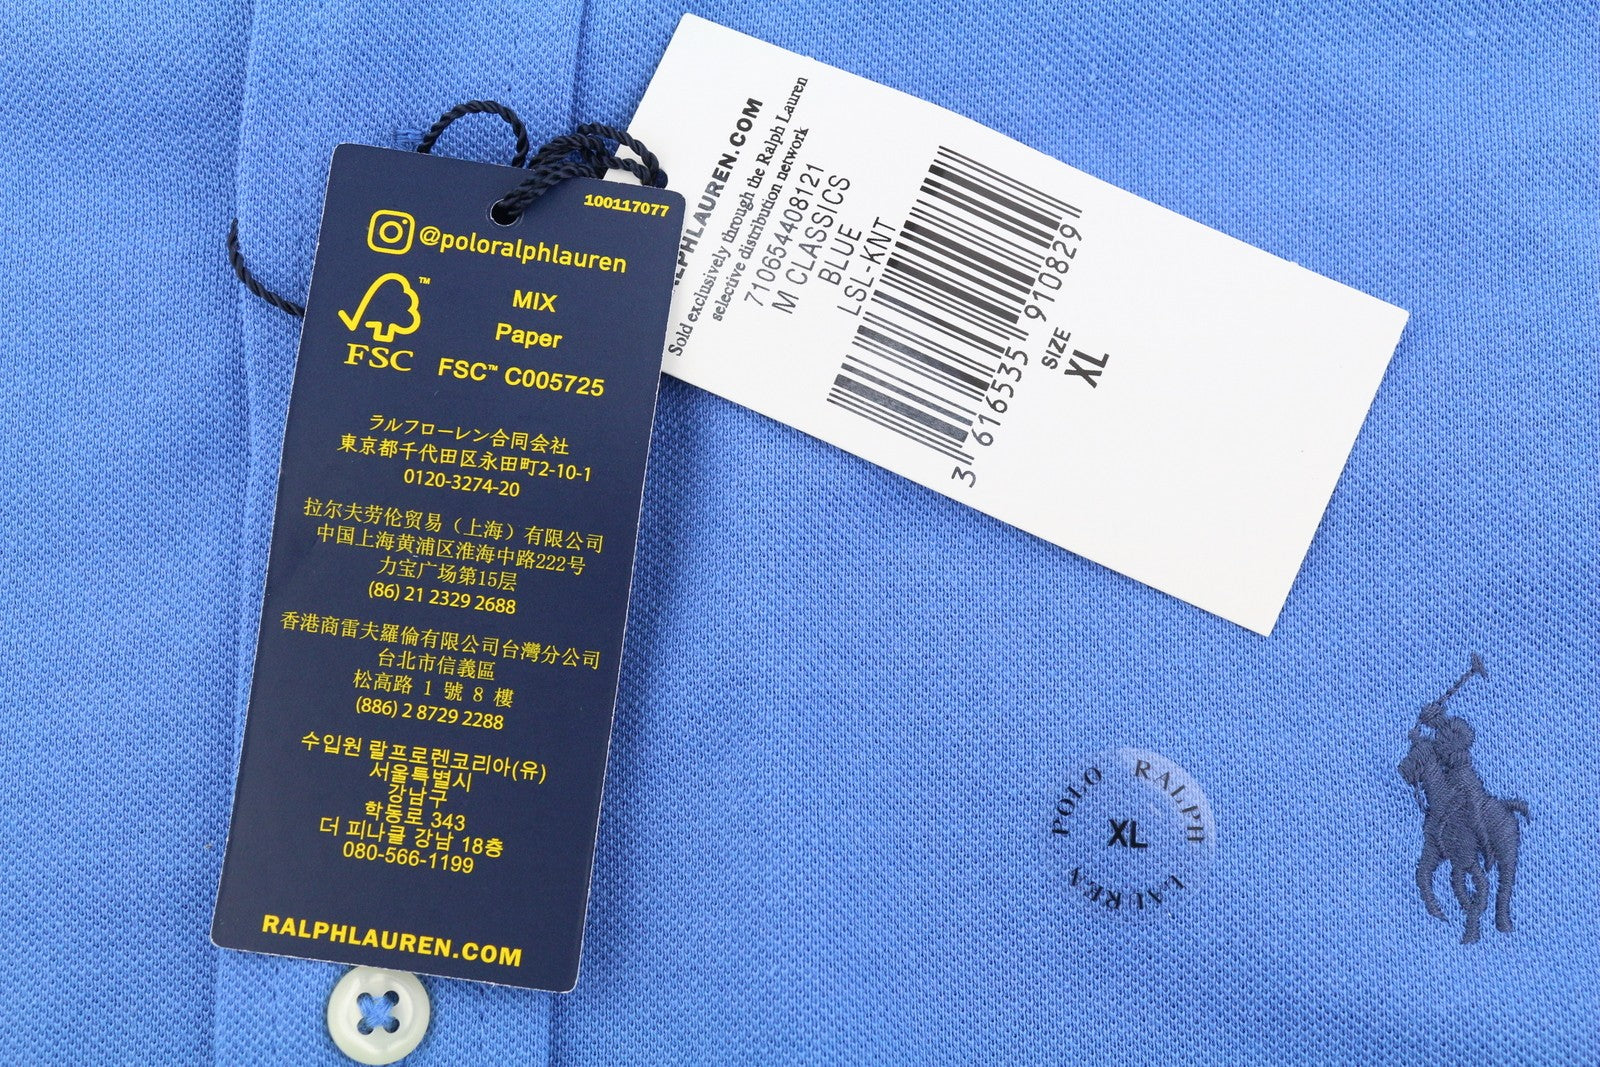 100117077
@poloralphlauren
FSC™
MIX
Paper
FSC™ C005725
ラルフローレン合同会社
東京都千代田区永田町2-10-1
0120-3274-20
拉尔夫劳伦贸易（上海）有限公司
中国上海黄浦区淮海中路222号
力宝广场第15层
(86) 21 2329 2688
香港商雷夫羅倫有限公司台灣分公司
台北市信義區
松高路 1 號 8 樓
(886) 2 8729 2288
수입원 랄프로렌코리아(유)
서울특별시
강남구
학동로 343
더 피나클 강남 18층
080-566-1199
RALPHLAUREN.COM
ALPHLAUREN.COM
Sold exclusively through the Ralph Lauren
selective distribution network
710654408121
M CLASSICS
BLUE
LSL-KNT
3 616535 910829
SIZE
XL
POLO RALPH LAUREN
XL